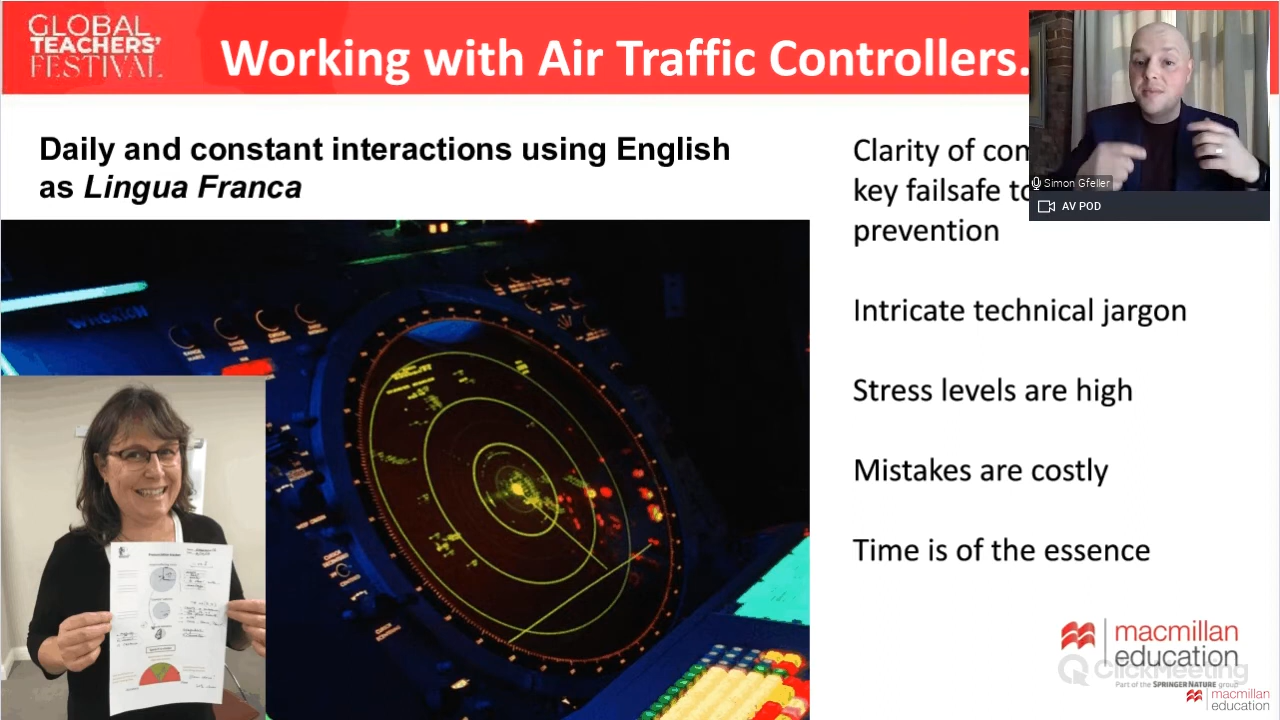 GLOBAL
TEACHERS'
FESTIVAL
Working with Air Traffic Controllers.
Daily and constant interactions using English
as Lingua Franca
Clarity of com
key failsafe to
prevention
Intricate technical jargon
Stress levels are high
Mistakes are costly
Time is of the essence
Simon Gfeller
AV POD
macmillan
education
ClickMeeting
Part of the SPRINGER NATURE group
macmillan
education